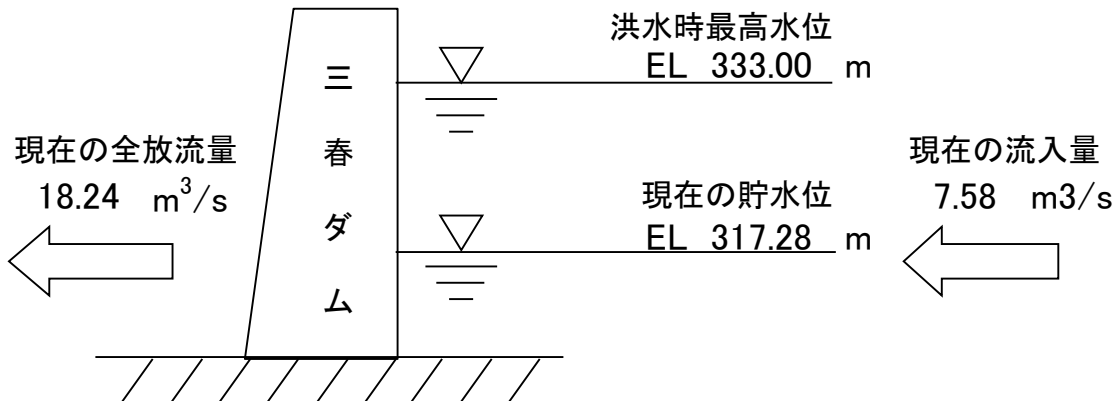 洪水時最高水位
EL 333.00 m
三春ダム
現在の全放流量
18.24 m³/s
現在の貯水位
EL 317.28 m
現在の流入量
7.58 m3/s